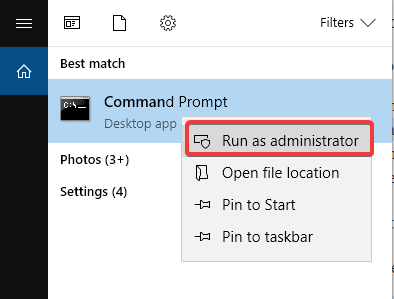 Filters
Best match
Command Prompt
Desktop app
Run as administrator
Photos (3+)
Open file location
Settings (4)
Pin to Start
Pin to taskbar